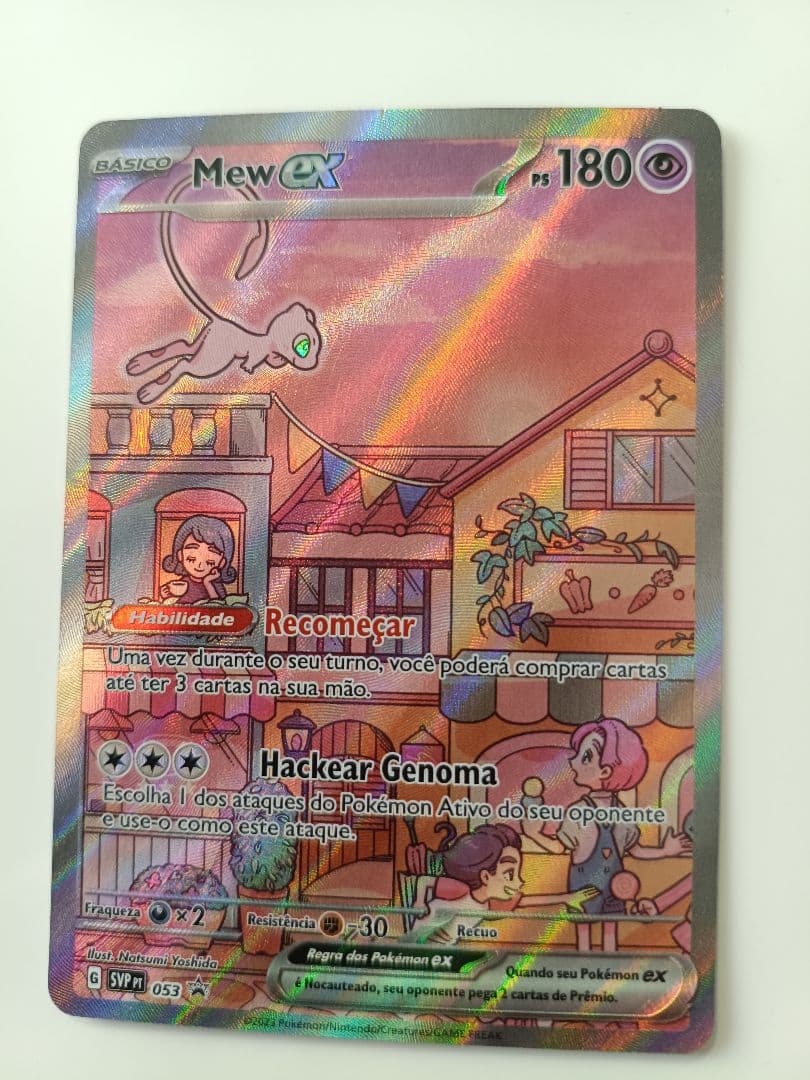 BÁSICO Mew ex PS 180
Habilidade Recomeçar
Uma vez durante o seu turno, você poderá comprar cartas
até ter 3 cartas na sua mão.
Hackear Genoma
Escolha 1 dos ataques do Pokémon Ativo do seu oponente
e use-o como este ataque.
Fraqueza ×2 Resistência -30 Recuo
Ilust. Natsumi Yoshida
Regra dos Pokémon ex Quando seu Pokémon ex
é Nocauteado, seu oponente pega 2 cartas de Prêmio.
G SVP PT 053
©2023 Pokémon/Nintendo/Creatures/GAME FREAK